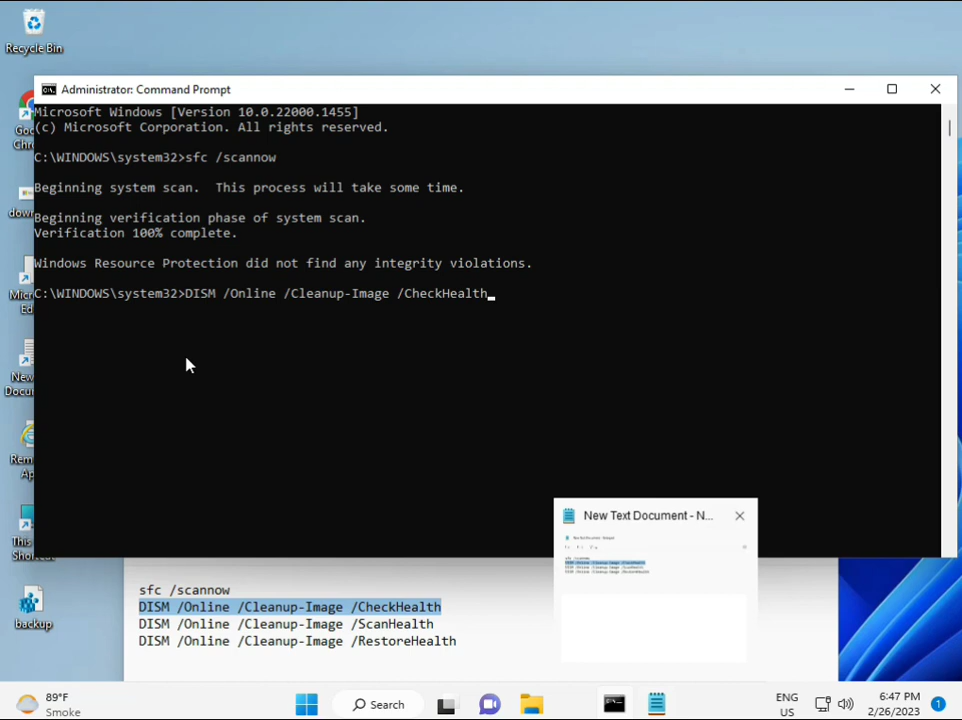 Recycle Bin
Administrator: Command Prompt
Microsoft Windows [Version 10.0.22000.1455]
(c) Microsoft Corporation. All rights reserved.
C:\WINDOWS\system32>sfc /scannow
Beginning system scan.  This process will take some time.
Beginning verification phase of system scan.
Verification 100% complete.
Windows Resource Protection did not find any integrity violations.
C:\WINDOWS\system32>DISM /Online /Cleanup-Image /CheckHealth
New Text Document - N...
sfc /scannow
DISM /Online /Cleanup-Image /CheckHealth
DISM /Online /Cleanup-Image /ScanHealth
DISM /Online /Cleanup-Image /RestoreHealth
backup
89°F
Smoke
Search
ENG
US
6:47 PM
2/26/2023
1